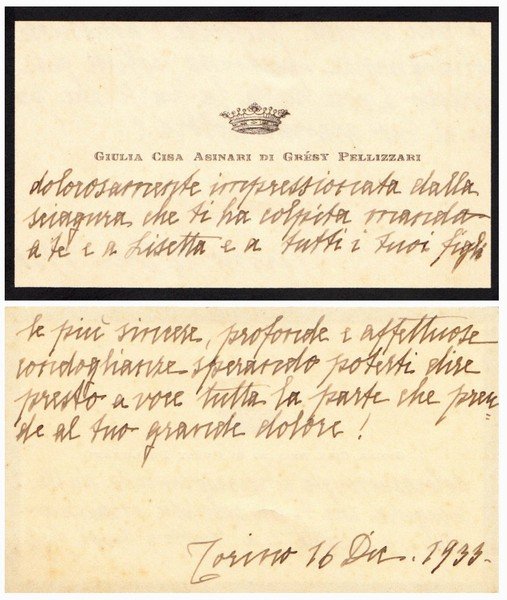 GIULIA CISA ASINARI DI GRÉSY PELLIZZARI
dolorosamente impressionata dalla
sciagura che ti ha colpita manda
a te e a Lisetta e a tutti i tuoi figli
le più sincere, profonde e affettuose
condoglianze sperando poterti dire
presto a voce tutta la parte che pren=
de al tuo grande dolore!
Torino 16 Dic. 1933.